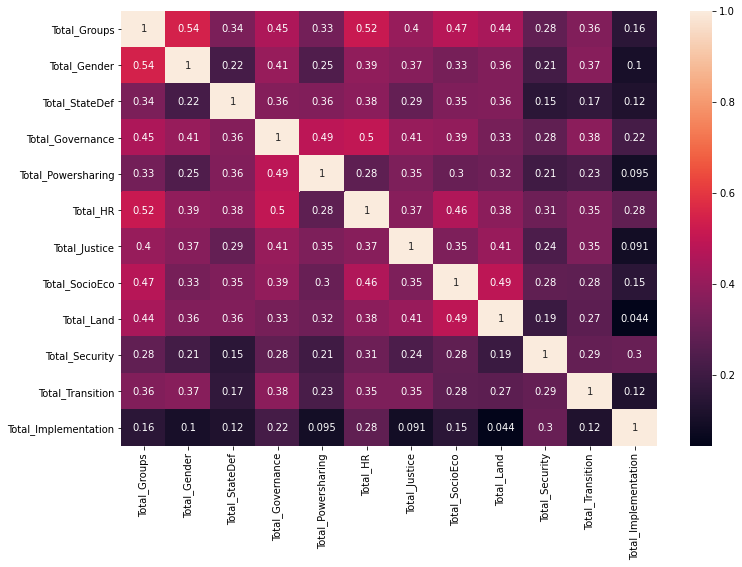 Total_Groups 1 0.54 0.34 0.45 0.33 0.52 0.4 0.47 0.44 0.28 0.36 0.16
Total_Gender 0.54 1 0.22 0.41 0.25 0.39 0.37 0.33 0.36 0.21 0.37 0.1
Total_StateDef 0.34 0.22 1 0.36 0.36 0.38 0.29 0.35 0.36 0.15 0.17 0.12
Total_Governance 0.45 0.41 0.36 1 0.49 0.5 0.41 0.39 0.33 0.28 0.38 0.22
Total_Powersharing 0.33 0.25 0.36 0.49 1 0.28 0.35 0.3 0.32 0.21 0.23 0.095
Total_HR 0.52 0.39 0.38 0.5 0.28 1 0.37 0.46 0.38 0.31 0.35 0.28
Total_Justice 0.4 0.37 0.29 0.41 0.35 0.37 1 0.35 0.41 0.24 0.35 0.091
Total_SocioEco 0.47 0.33 0.35 0.39 0.3 0.46 0.35 1 0.49 0.28 0.28 0.15
Total_Land 0.44 0.36 0.36 0.33 0.32 0.38 0.41 0.49 1 0.19 0.27 0.044
Total_Security 0.28 0.21 0.15 0.28 0.21 0.31 0.24 0.28 0.19 1 0.29 0.3
Total_Transition 0.36 0.37 0.17 0.38 0.23 0.35 0.35 0.28 0.27 0.29 1 0.12
Total_Implementation 0.16 0.1 0.12 0.22 0.095 0.28 0.091 0.15 0.044 0.3 0.12 1
Total_Groups
Total_Gender
Total_StateDef
Total_Governance
Total_Powersharing
Total_HR
Total_Justice
Total_SocioEco
Total_Land
Total_Security
Total_Transition
Total_Implementation
1.0
0.8
0.6
0.4
0.2